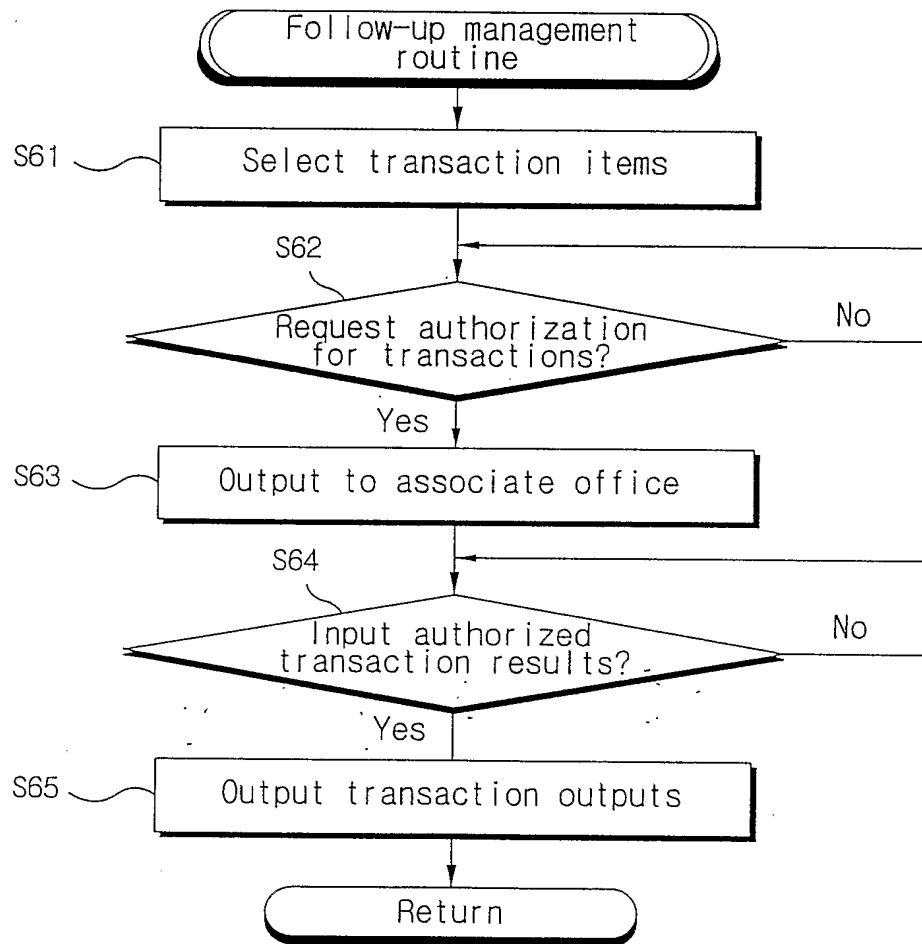 Follow-up management
routine
S61
Select transaction items
S62
Request authorization
for transactions?
No
Yes
S63
Output to associate office
S64
Input authorized
transaction results?
No
Yes
S65
Output transaction outputs
Return